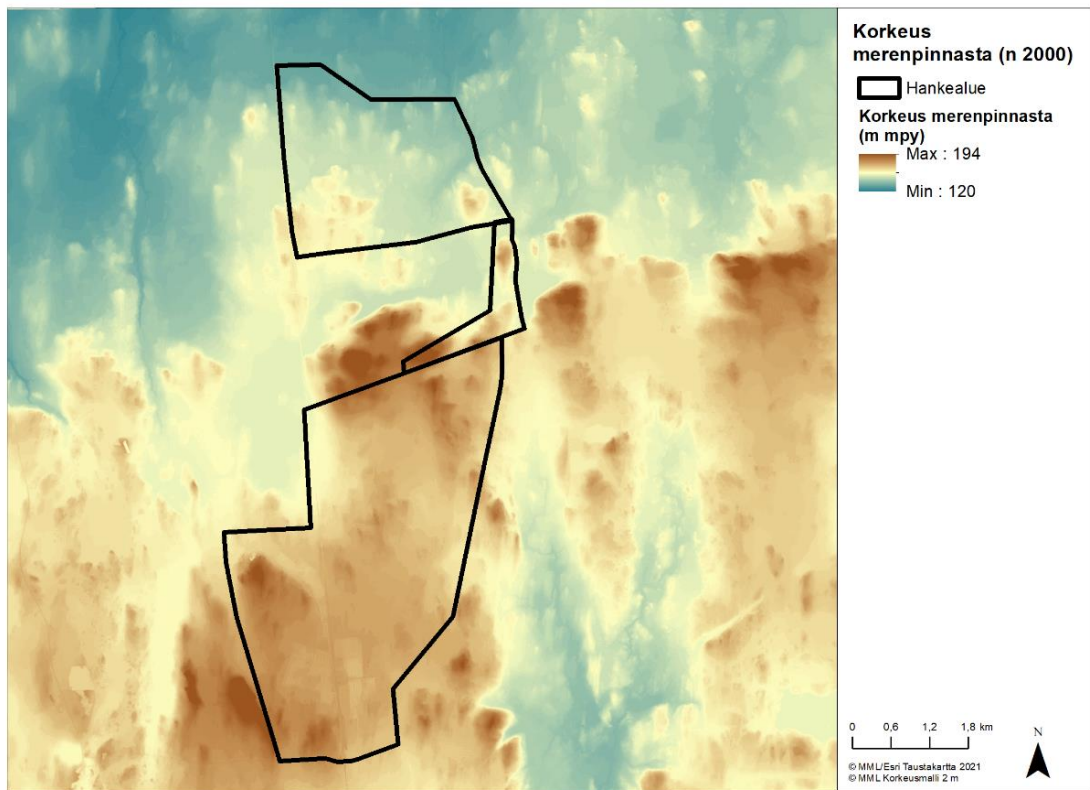 Korkeus
merenpinnasta (n 2000)
Hankealue
Korkeus merenpinnasta
(m mpy)
Max : 194
Min : 120
0 0,6 1,2 1,8 km
N
© MML/Esri Taustakartta 2021
© MML Korkeusmalli 2 m